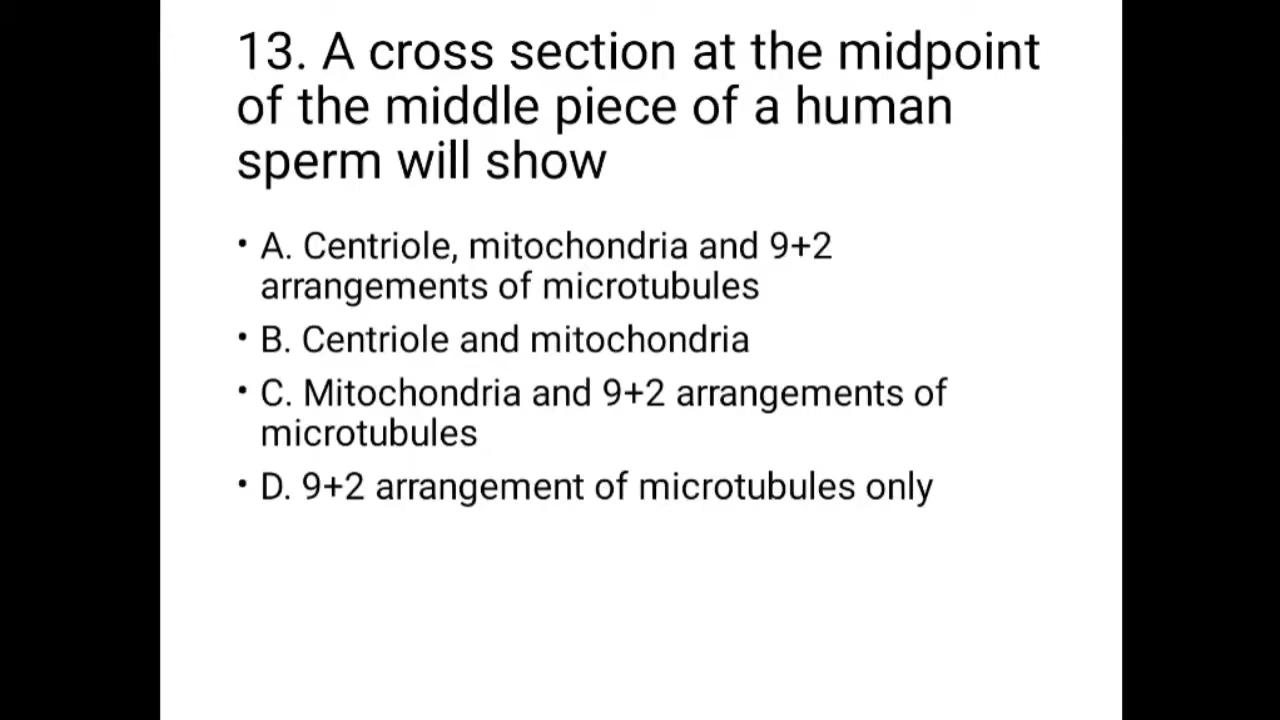 13. A cross section at the midpoint
of the middle piece of a human
sperm will show
• A. Centriole, mitochondria and 9+2
arrangements of microtubules
• B. Centriole and mitochondria
• C. Mitochondria and 9+2 arrangements of
microtubules
• D. 9+2 arrangement of microtubules only